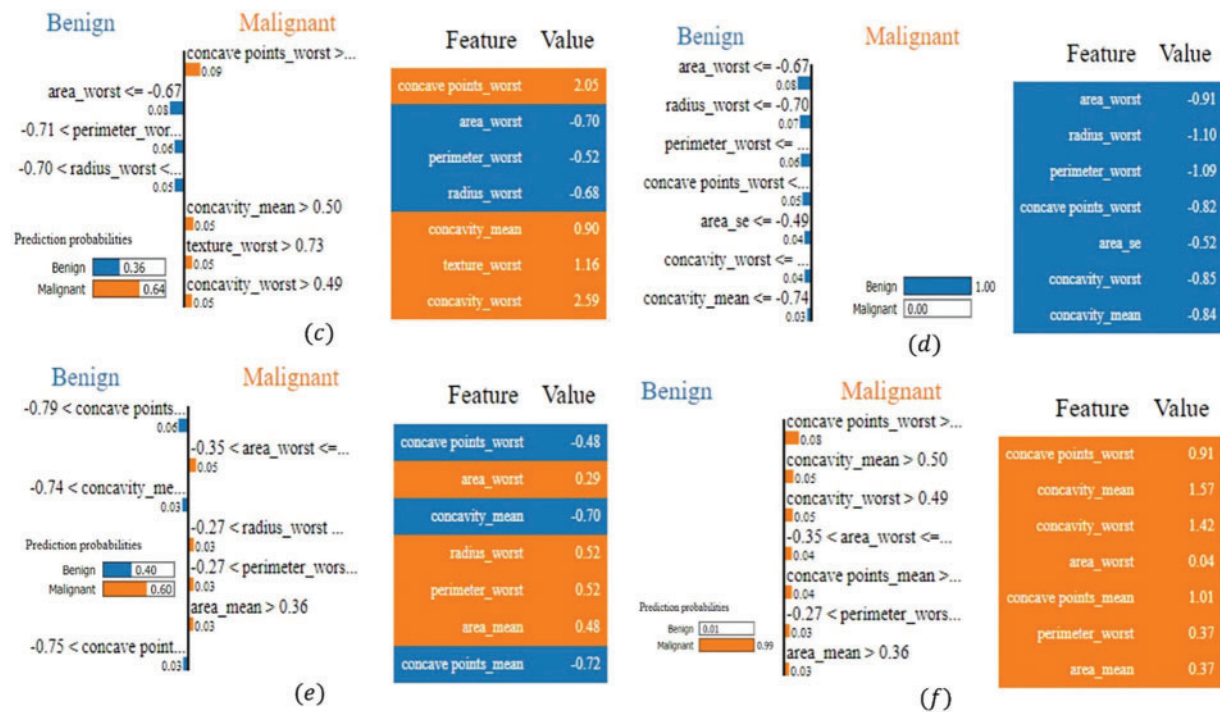 Benign Malignant
concave points_worst >...
0.09
area_worst <= -0.67
0.08
-0.71 < perimeter_wor...
0.06
-0.70 < radius_worst <...
0.05
concavity_mean > 0.50
0.05
texture_worst > 0.73
0.05
concavity_worst > 0.49
0.05
Prediction probabilities
Benign 0.36
Malignant 0.64
Feature Value
concave points_worst 2.05
area_worst -0.70
perimeter_worst -0.52
radius_worst -0.68
concavity_mean 0.90
texture_worst 1.16
concavity_worst 2.59
(c)
Benign Malignant
area_worst <= -0.67
0.08
radius_worst <= -0.70
0.07
perimeter_worst <= ...
0.06
concave points_worst <...
0.05
area_se <= -0.49
0.04
concavity_worst <= ...
0.04
concavity_mean <= -0.74
0.03
Benign 1.00
Malignant 0.00
Feature Value
area_worst -0.91
radius_worst -1.10
perimeter_worst -1.09
concave points_worst -0.82
area_se -0.52
concavity_worst -0.85
concavity_mean -0.84
(d)
Benign Malignant
-0.79 < concave points...
0.06
-0.35 < area_worst <=...
0.05
-0.74 < concavity_me...
0.03
-0.27 < radius_worst ...
0.03
-0.27 < perimeter_wors...
0.03
area_mean > 0.36
0.03
-0.75 < concave point...
0.03
Prediction probabilities
Benign 0.40
Malignant 0.60
Feature Value
concave points_worst -0.48
area_worst 0.29
concavity_mean -0.70
radius_worst 0.52
perimeter_worst 0.52
area_mean 0.48
concave points_mean -0.72
(e)
Benign Malignant
concave points_worst >...
0.08
concavity_mean > 0.50
0.05
concavity_worst > 0.49
0.05
-0.35 < area_worst <=...
0.04
concave points_mean >...
0.04
-0.27 < perimeter_wors...
0.03
area_mean > 0.36
0.03
Prediction probabilities
Benign 0.01
Malignant 0.99
Feature Value
concave points_worst 0.91
concavity_mean 1.57
concavity_worst 1.42
area_worst 0.04
concave points_mean 1.01
perimeter_worst 0.37
area_mean 0.37
(f)